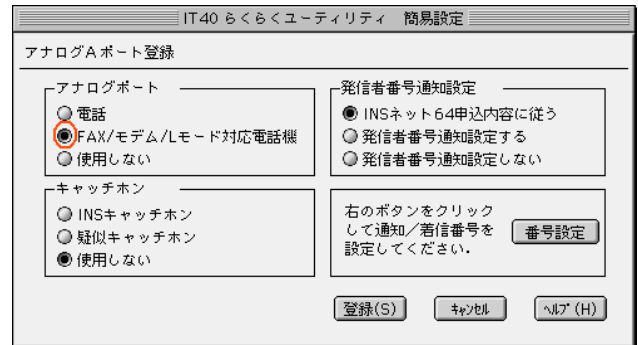 IT40 らくらくユーティリティ 簡易設定
アナログAポート登録
アナログポート
電話
FAX/モデム/Lモード対応電話機
使用しない
発信者番号通知設定
INSネット64申込内容に従う
発信者番号通知設定する
発信者番号通知設定しない
キャッチホン
INSキャッチホン
疑似キャッチホン
使用しない
右のボタンをクリック
して通知/着信番号を
設定してください.
番号設定
登録(S)
キャンセル
ヘルプ(H)